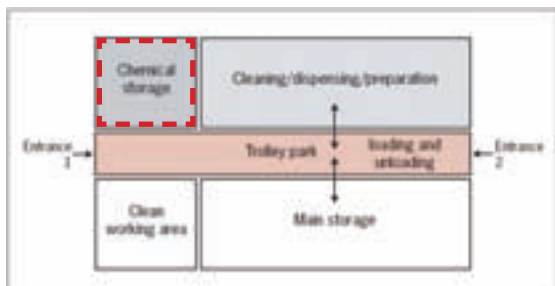 Chemical
storage
Cleaning/dispensing/preparation
Entrance
1
Trolley park
loading and
unloading
Entrance
2
Clean
working area
Main storage